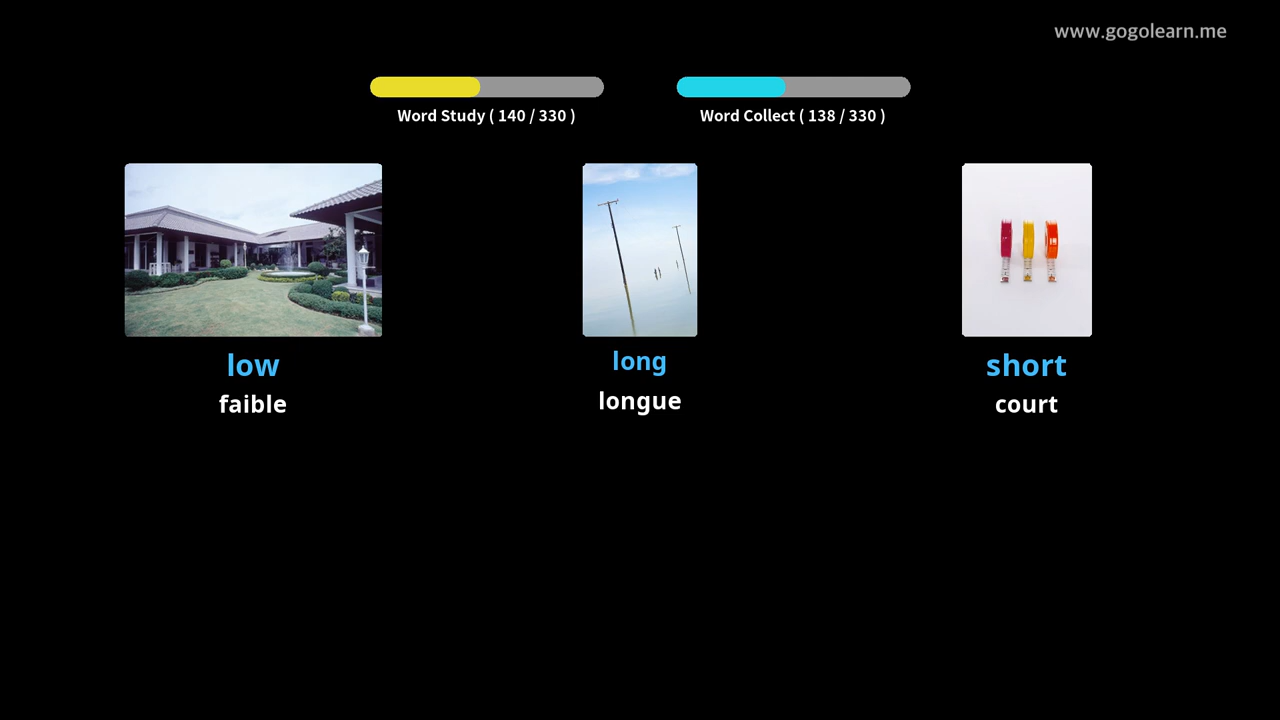 www.gogolearn.me
Word Study ( 140 / 330 )
Word Collect ( 138 / 330 )
low
long
short
faible
longue
court